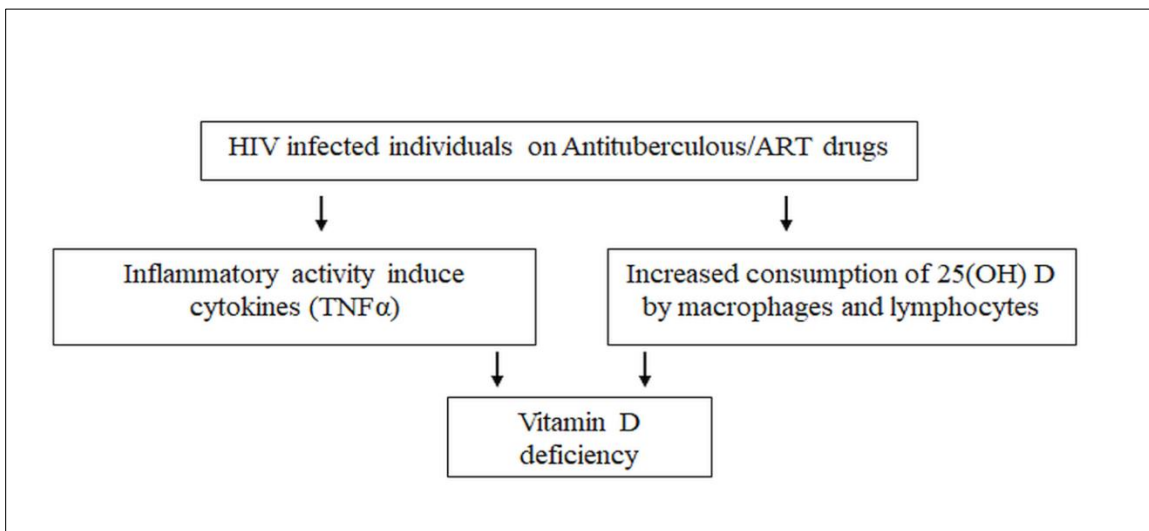 HIV infected individuals on Antituberculous/ART drugs
Inflammatory activity induce
cytokines (TNFα)
Increased consumption of 25(OH) D
by macrophages and lymphocytes
Vitamin D
deficiency